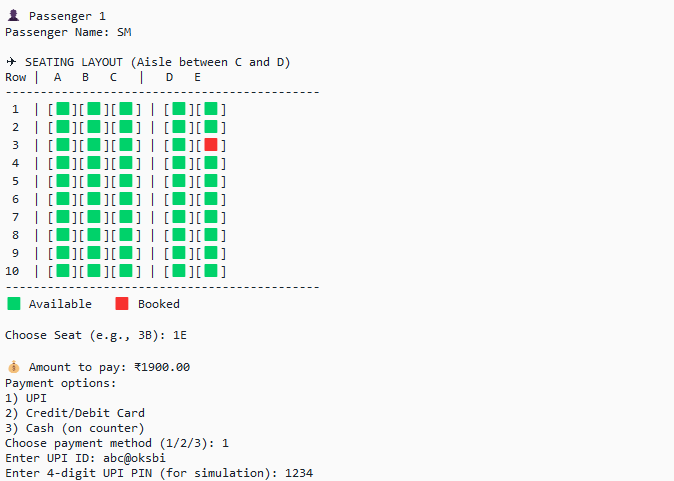 👤 Passenger 1
Passenger Name: SM
✈ SEATING LAYOUT (Aisle between C and D)
Row |  A   B   C   |   D   E
--------------------------------------------
 1  | [🟩][🟩][🟩] | [🟩][🟩]
 2  | [🟩][🟩][🟩] | [🟩][🟩]
 3  | [🟩][🟩][🟩] | [🟩][🟥]
 4  | [🟩][🟩][🟩] | [🟩][🟩]
 5  | [🟩][🟩][🟩] | [🟩][🟩]
 6  | [🟩][🟩][🟩] | [🟩][🟩]
 7  | [🟩][🟩][🟩] | [🟩][🟩]
 8  | [🟩][🟩][🟩] | [🟩][🟩]
 9  | [🟩][🟩][🟩] | [🟩][🟩]
10  | [🟩][🟩][🟩] | [🟩][🟩]
--------------------------------------------
🟩 Available   🟥 Booked
Choose Seat (e.g., 3B): 1E
💰 Amount to pay: ₹1900.00
Payment options:
1) UPI
2) Credit/Debit Card
3) Cash (on counter)
Choose payment method (1/2/3): 1
Enter UPI ID: abc@oksbi
Enter 4-digit UPI PIN (for simulation): 1234